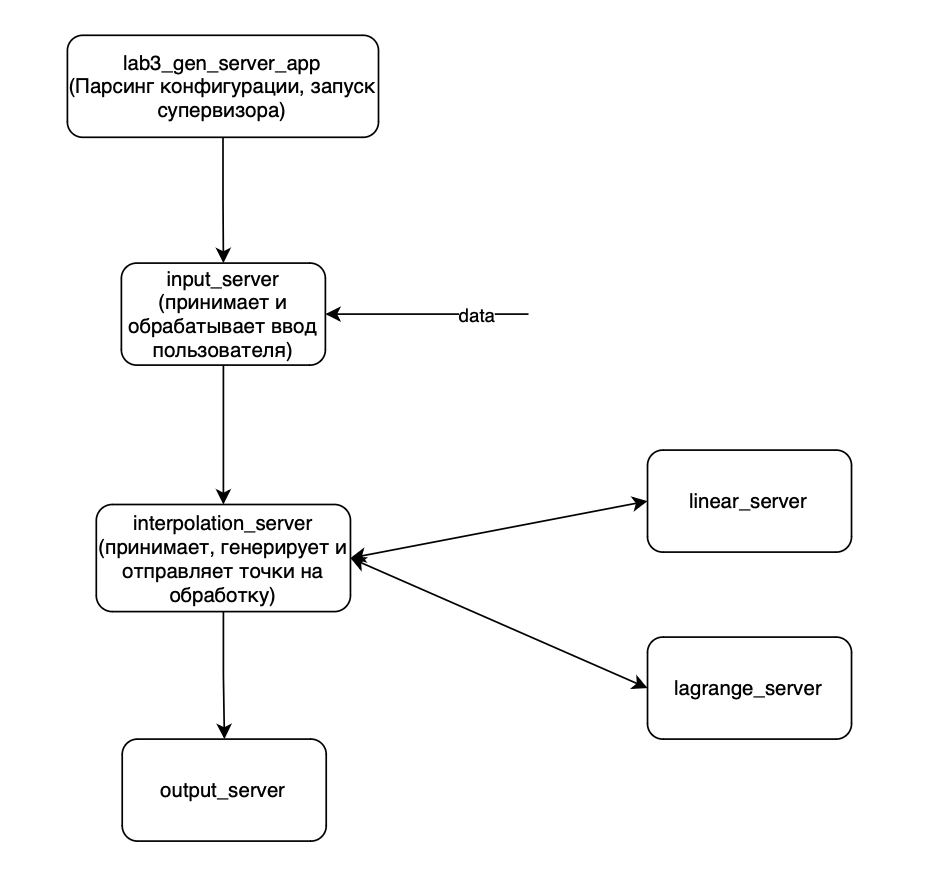 lab3_gen_server_app
(Парсинг конфигурации, запуск
супервизора)
input_server
(принимает и
обрабатывает ввод
пользователя)
data
interpolation_server
(принимает, генерирует и
отправляет точки на
обработку)
linear_server
lagrange_server
output_server